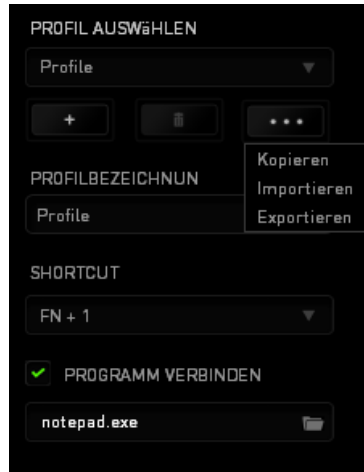 PROFIL AUSWäHLEN
Profile
Kopieren
PROFILBEZEICHNUN
Importieren
Profile
Exportieren
SHORTCUT
FN + 1
PROGRAMM VERBINDEN
notepad.exe